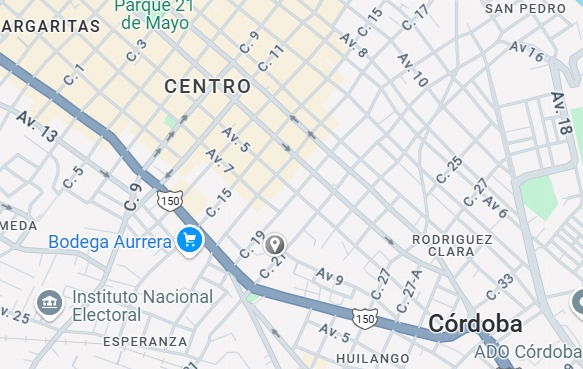 Parque 21
de Mayo
SAN PEDRO
ARGARITAS
C. 15
C. 17
C. 3
C. 9
Av. 8
Av 16
C. 11
C. 1
Av. 10
CENTRO
Av. 18
Av. 13
Av. 5
Av. 7
C. 5
C. 25
C. 9
C. 27
150
C. 15
Av 6
MEDA
Bodega Aurrera
C. 19
RODRIGUEZ
CLARA
C. 21
Av 9
C. 27
C. 27-A
C. 33
Instituto Nacional
Electoral
v. 25
150
Córdoba
Av. 5
ESPERANZA
ADO Córdoba
HUILANGO